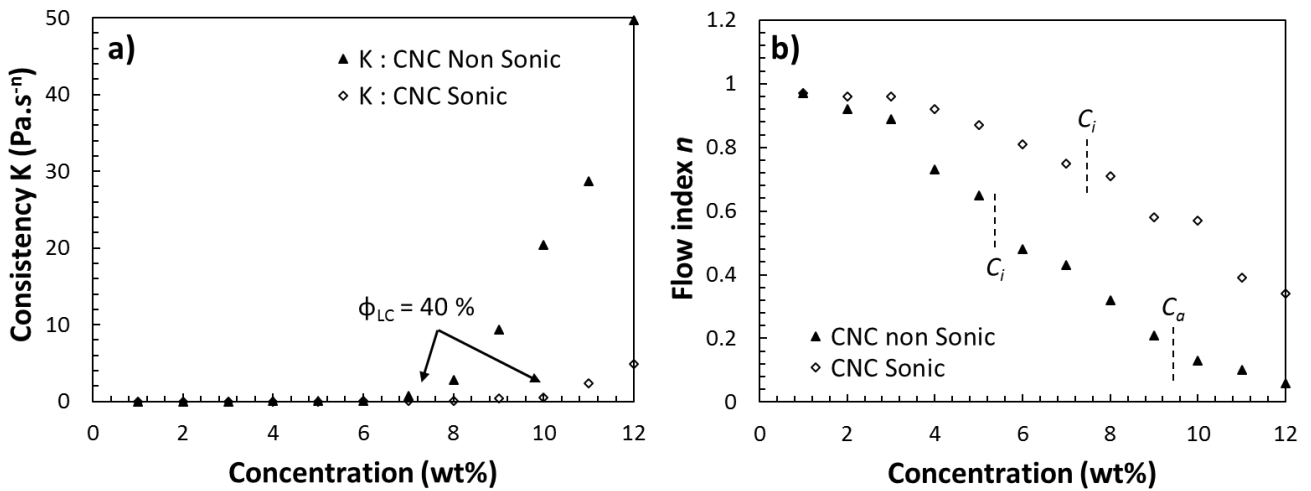 a)
K : CNC Non Sonic
K : CNC Sonic
ϕLC = 40 %
Consistency K (Pa.s⁻ⁿ)
50
40
30
20
10
0
0 2 4 6 8 10 12
Concentration (wt%)
b)
Ci
Ci
Ca
CNC non Sonic
CNC Sonic
Flow index n
1.2
1
0.8
0.6
0.4
0.2
0
0 2 4 6 8 10 12
Concentration (wt%)